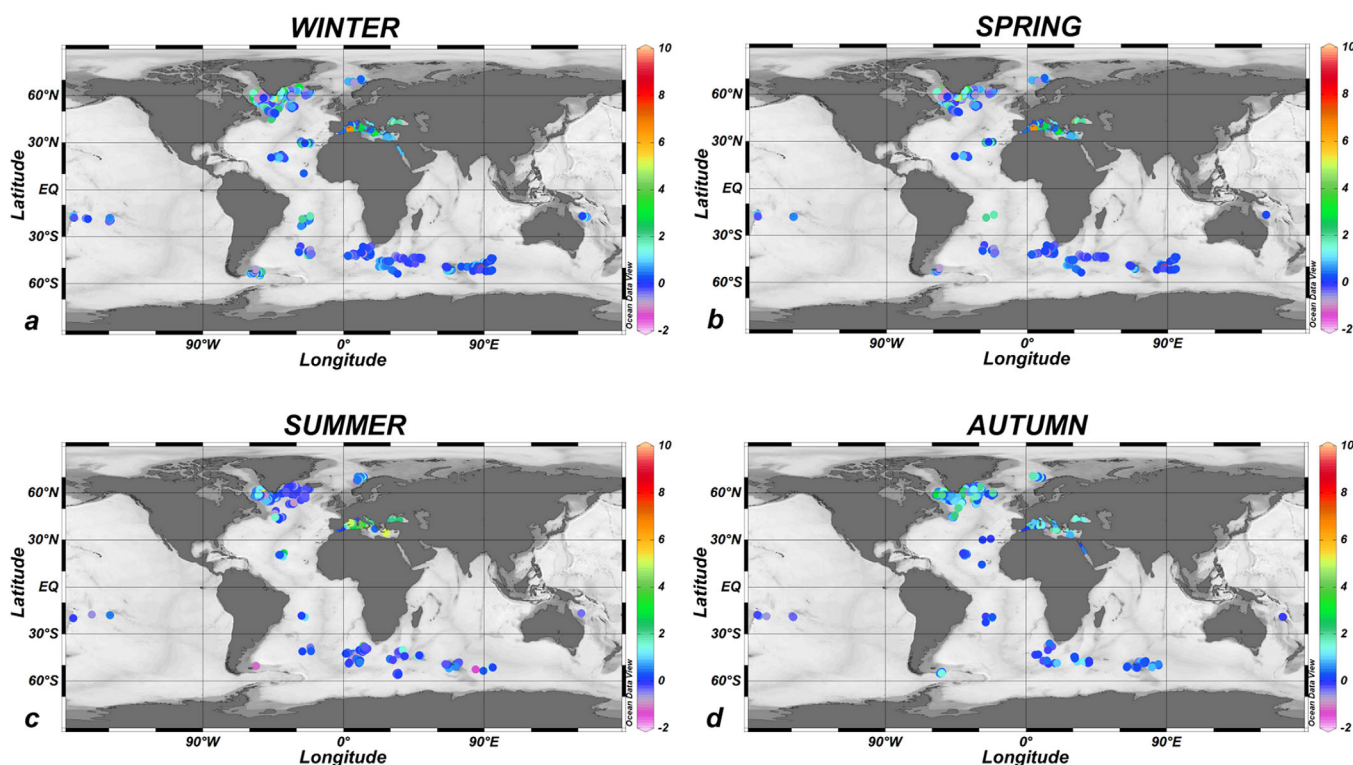 WINTER
10
8
6
4
2
0
-2
60°N
30°N
EQ
30°S
60°S
Latitude
Ocean Data View
a
90°W
0°
90°E
Longitude
SPRING
10
8
6
4
2
0
-2
60°N
30°N
EQ
30°S
60°S
Latitude
Ocean Data View
b
90°W
0°
90°E
Longitude
SUMMER
10
8
6
4
2
0
-2
60°N
30°N
EQ
30°S
60°S
Latitude
Ocean Data View
c
90°W
0°
90°E
Longitude
AUTUMN
10
8
6
4
2
0
-2
60°N
30°N
EQ
30°S
60°S
Latitude
Ocean Data View
d
90°W
0°
90°E
Longitude